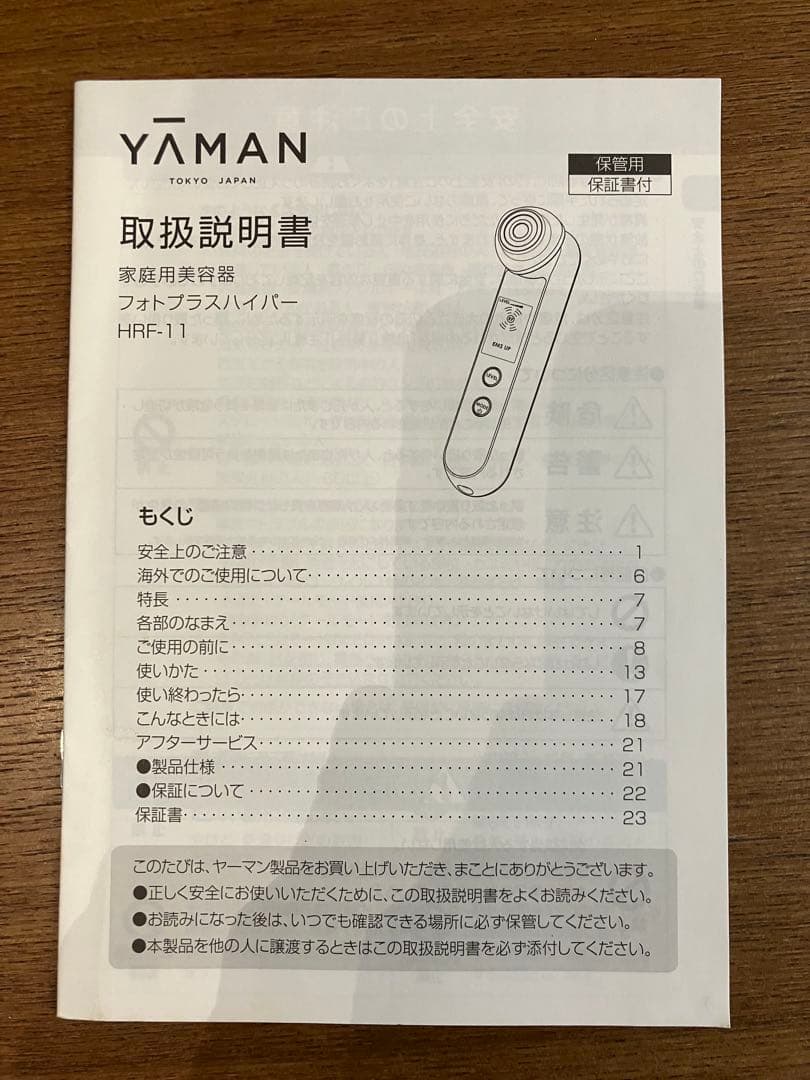 YĀMAN
TOKYO JAPAN
保管用
保証書付
取扱説明書
家庭用美容器
フォトプラスハイパー
HRF-11
LEVEL
EMS UP
LEVEL
MODE
もくじ
安全上のご注意 1
海外でのご使用について 6
特長 7
各部のなまえ 7
ご使用の前に 8
使いかた 13
使い終わったら 17
こんなときには 18
アフターサービス 21
●製品仕様 21
●保証について 22
保証書 23
このたびは、ヤーマン製品をお買い上げいただき、まことにありがとうございます。
●正しく安全にお使いいただくために、この取扱説明書をよくお読みください。
●お読みになった後は、いつでも確認できる場所に必ず保管してください。
●本製品を他の人に譲渡するときはこの取扱説明書を必ず添付してください。